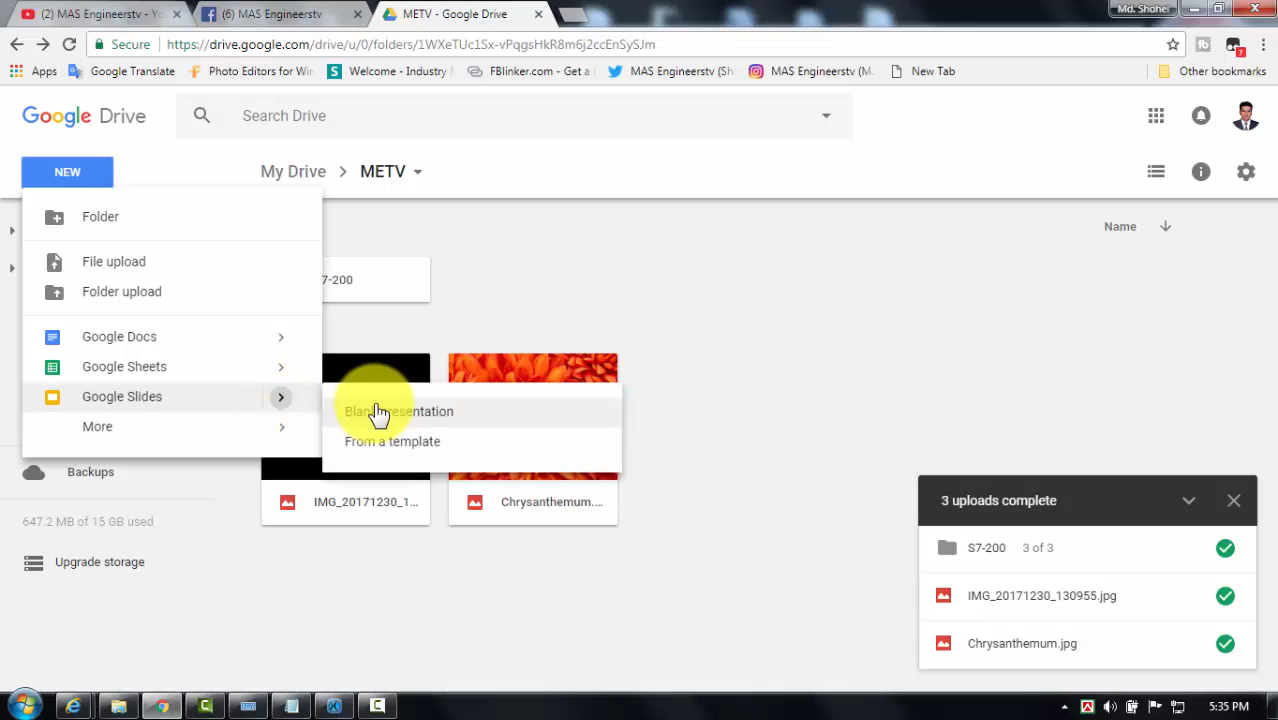 Md. Shohel
(2) MAS Engineerstv - Yo
(6) MAS Engineerstv
METV - Google Drive
Secure
https://drive.google.com/drive/u/0/folders/1WXeTUc1Sx-vPqgsHkR8m6j2ccEnSySJm
7
Apps
Google Translate
Photo Editors for Win
Welcome - Industry M
FBlinker.com - Get a
MAS Engineerstv (Sh
MAS Engineerstv (M.
New Tab
Other bookmarks
Google Drive
Search Drive
NEW
My Drive
METV
Folder
Name
File upload
7-200
Folder upload
Google Docs
Google Sheets
Google Slides
Blank presentation
More
From a template
Backups
IMG_20171230_1...
Chrysanthemum....
3 uploads complete
647.2 MB of 15 GB used
S7-200 3 of 3
Upgrade storage
IMG_20171230_130955.jpg
Chrysanthemum.jpg
5:35 PM